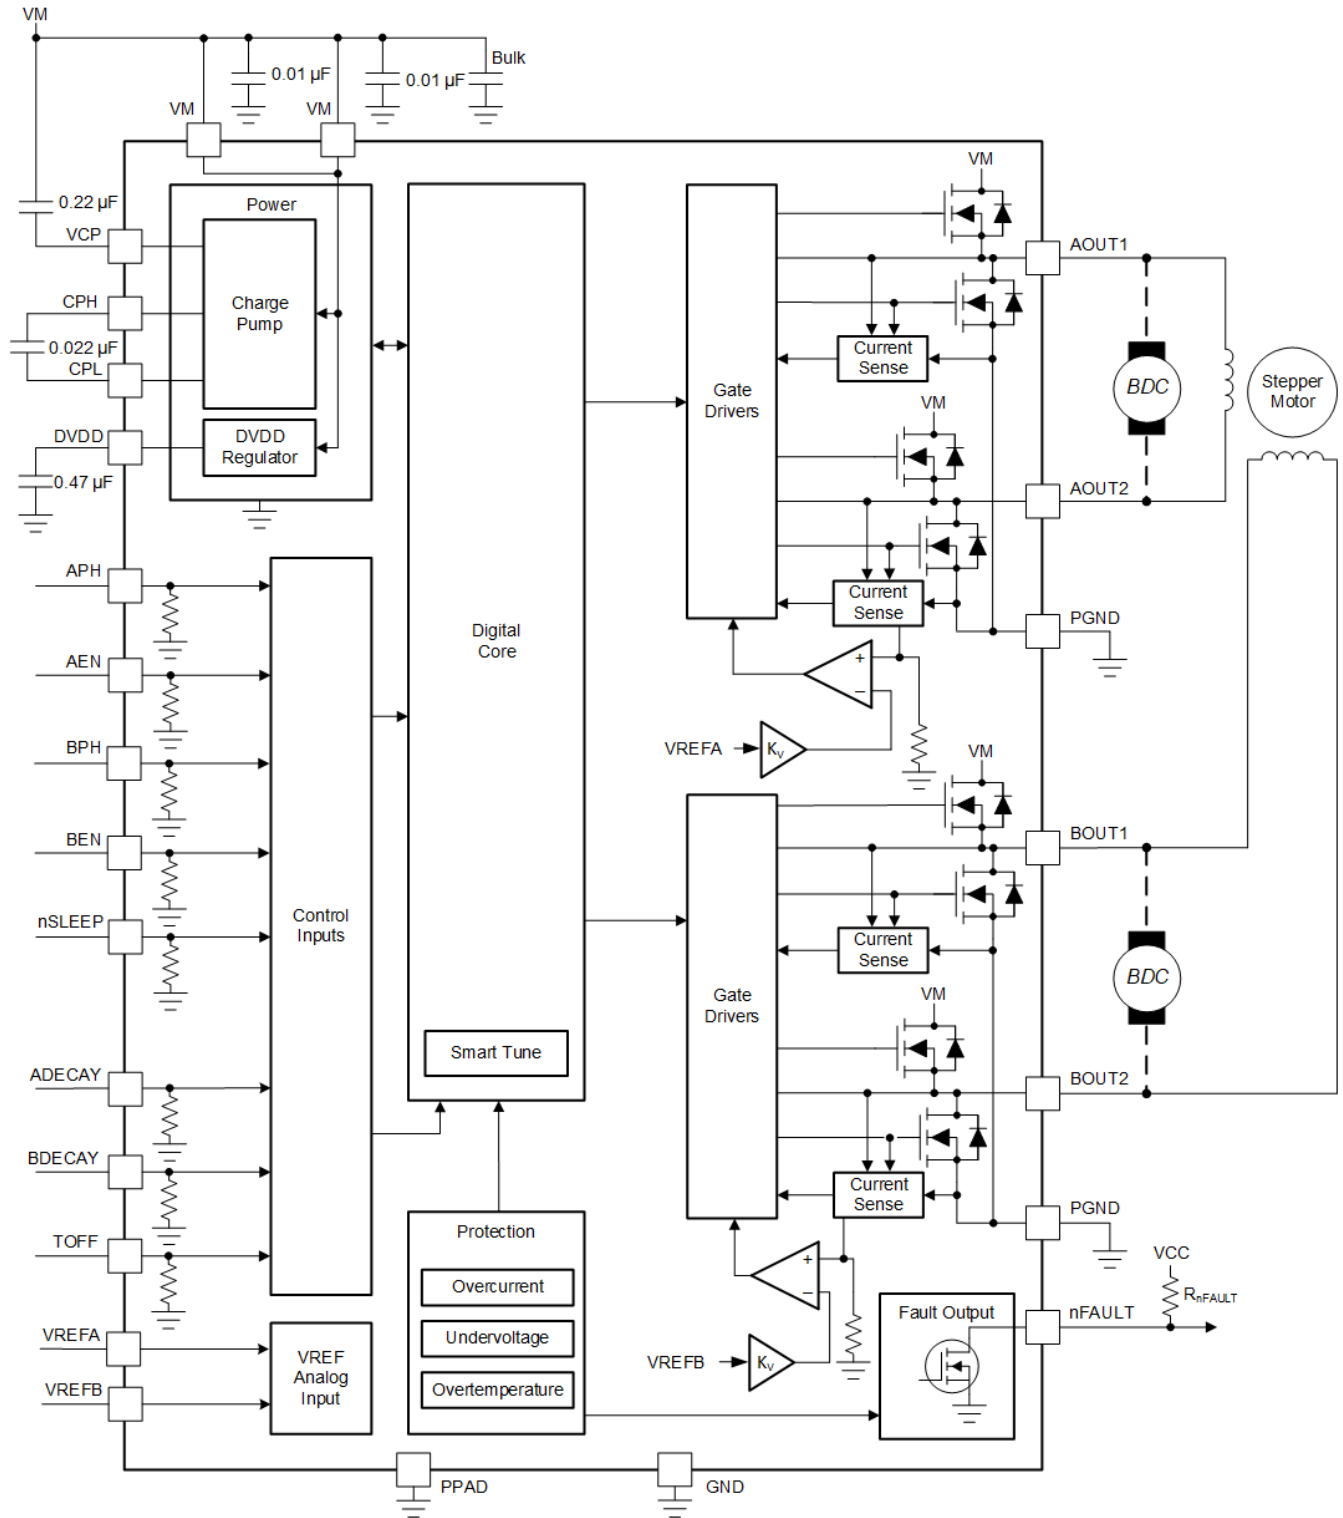 VM
0.01 µF
0.01 µF
Bulk
VM
VM
0.22 µF
VCP
CPH
0.022 µF
CPL
DVDD
0.47 µF
Power
Charge
Pump
DVDD
Regulator
APH
AEN
BPH
BEN
nSLEEP
ADECAY
BDECAY
TOFF
VREFA
VREFB
Control
Inputs
VREF
Analog
Input
Digital
Core
Smart Tune
Protection
Overcurrent
Undervoltage
Overtemperature
PPAD
GND
Gate
Drivers
VM
Current
Sense
VM
Current
Sense
+
−
VREFA
KV
AOUT1
BDC
Stepper
Motor
AOUT2
PGND
Gate
Drivers
VM
Current
Sense
VM
Current
Sense
+
−
VREFB
KV
BOUT1
BDC
BOUT2
PGND
VCC
RnFAULT
nFAULT
Fault Output